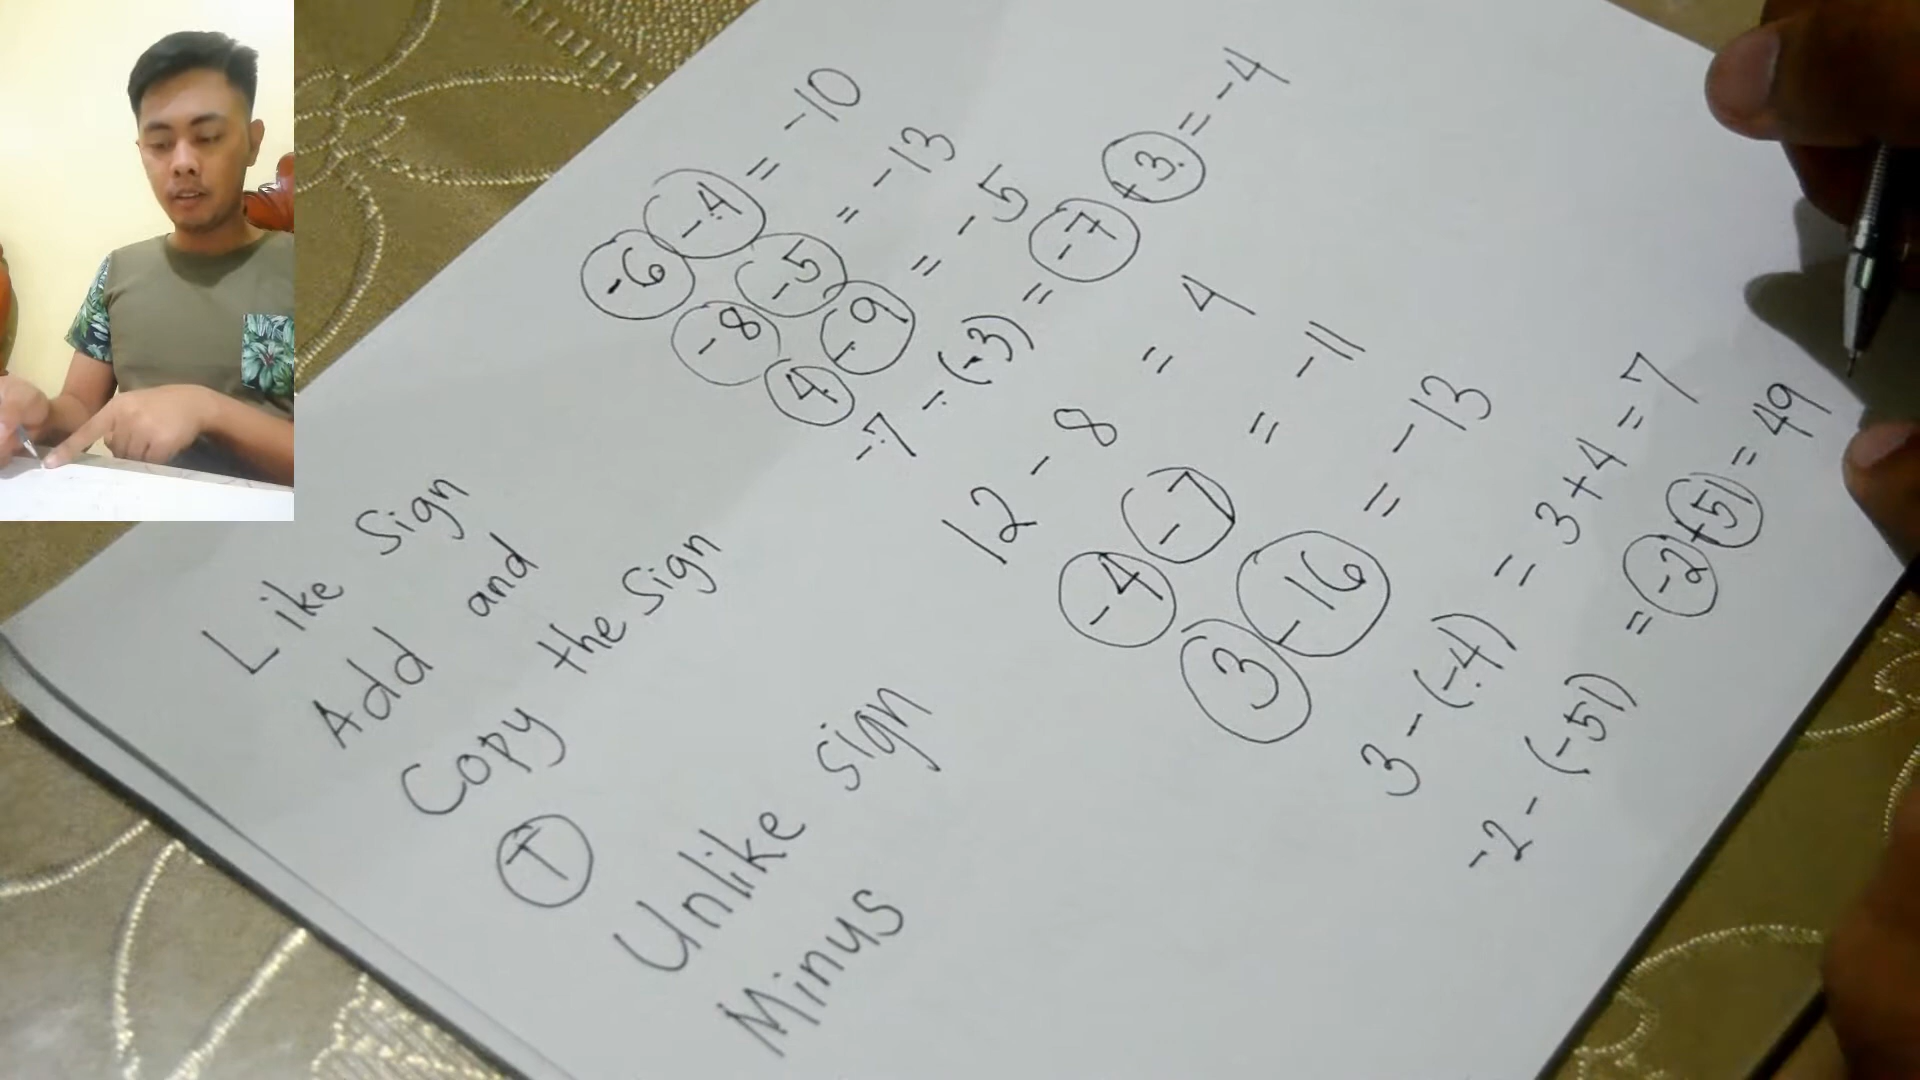 -6 -4 = -10
-8 -5 = -13
4 -9 = -5
-7 - (-3) = -7 +3 = -4
12 - 8 = 4
-4 -7 = -11
3 -16 = -13
3 - (-4) = 3+4 = 7
-2 - (-51) = -2+51 = 49
Like Sign
Add and
Copy the Sign
+
Unlike Sign
Minus